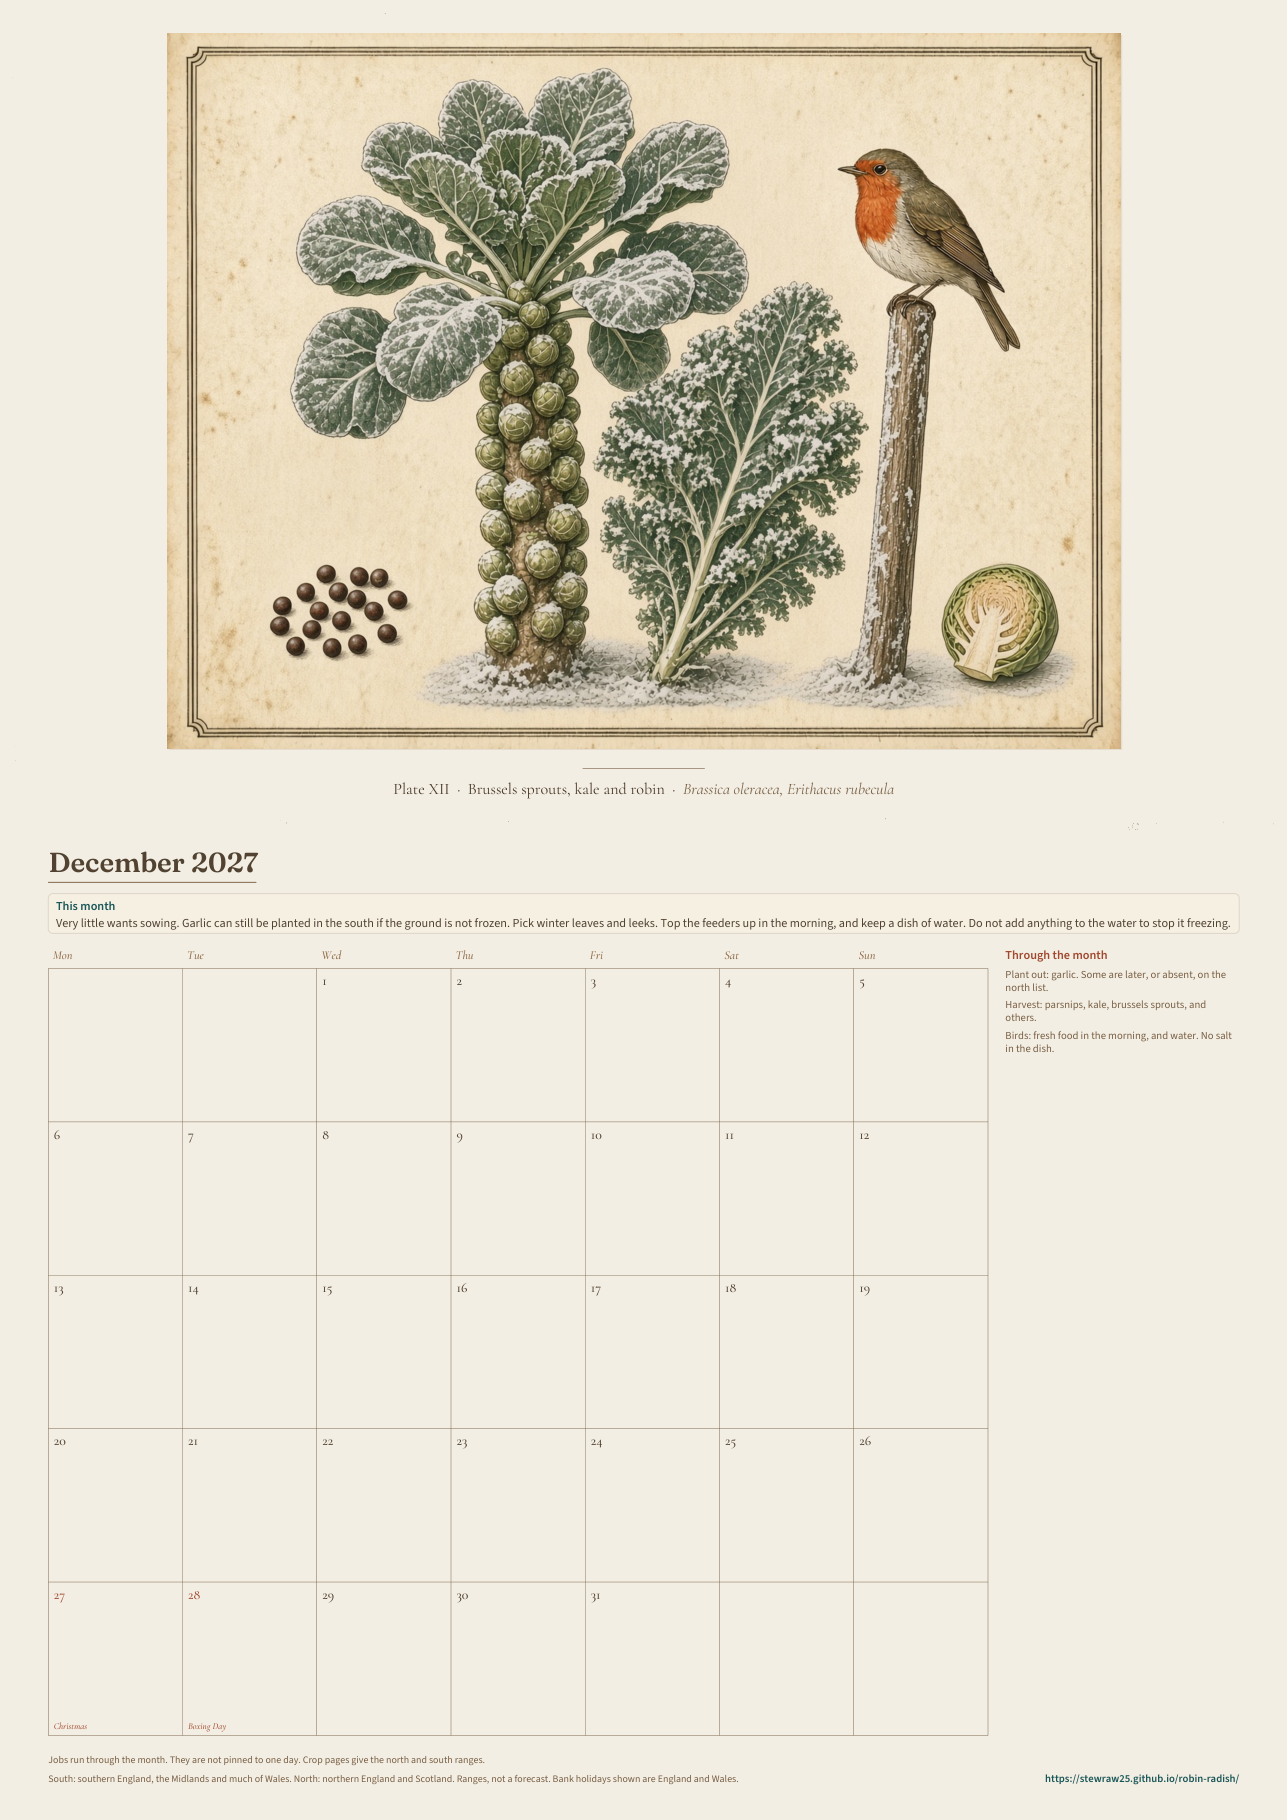 Plate XII · Brussels sprouts, kale and robin · Brassica oleracea, Erithacus rubecula
December 2027
This month
Very little wants sowing. Garlic can still be planted in the south if the ground is not frozen. Pick winter leaves and leeks. Top the feeders up in the morning, and keep a dish of water. Do not add anything to the water to stop it freezing.
Mon Tue Wed Thu Fri Sat Sun
1 2 3 4 5
6 7 8 9 10 11 12
13 14 15 16 17 18 19
20 21 22 23 24 25 26
27 28 29 30 31
Christmas Boxing Day
Through the month
Plant out: garlic. Some are later, or absent, on the
north list.
Harvest: parsnips, kale, brussels sprouts, and
others.
Birds: fresh food in the morning, and water. No salt
in the dish.
Jobs run through the month. They are not pinned to one day. Crop pages give the north and south ranges.
South: southern England, the Midlands and much of Wales. North: northern England and Scotland. Ranges, not a forecast. Bank holidays shown are England and Wales.
https://stewraw25.github.io/robin-radish/